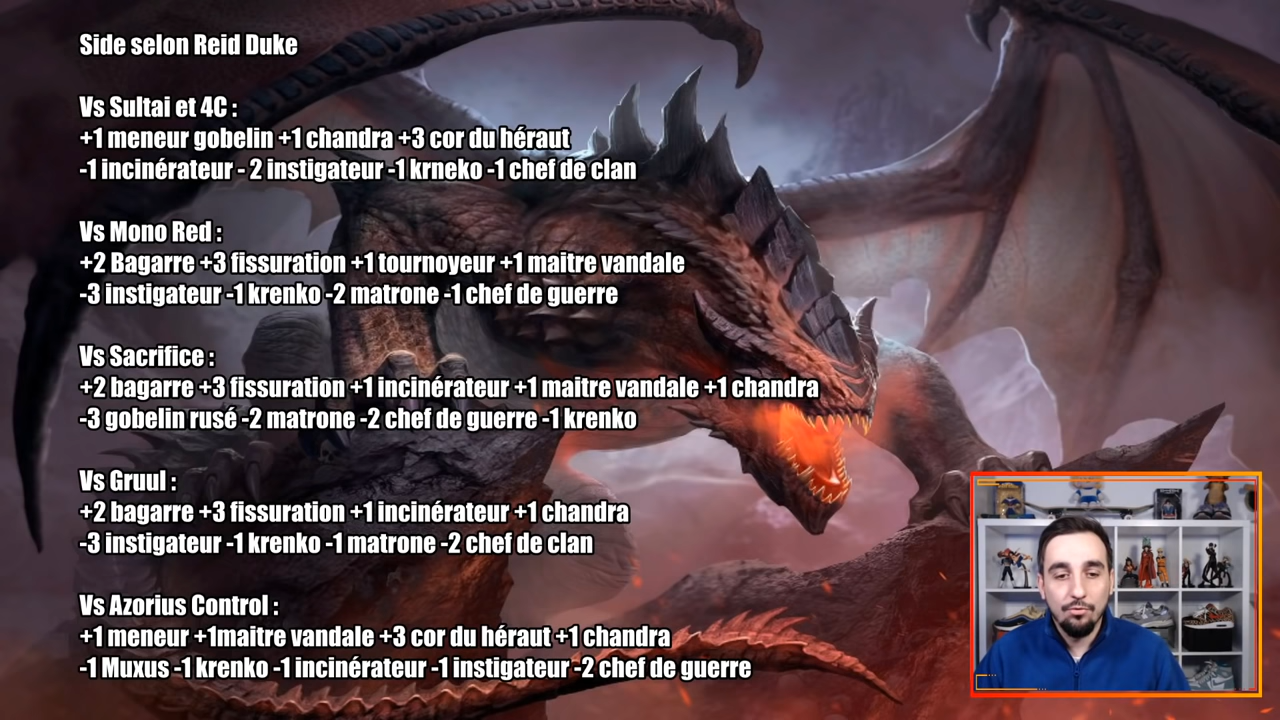 Side selon Reid Duke
Vs Sultai et 4C :
+1 meneur gobelin +1 chandra +3 cor du héraut
-1 incinérateur - 2 instigateur -1 krneko -1 chef de clan
Vs Mono Red :
+2 Bagarre +3 fissuration +1 tournoyeur +1 maitre vandale
-3 instigateur -1 krenko -2 matrone -1 chef de guerre
Vs Sacrifice :
+2 bagarre +3 fissuration +1 incinérateur +1 maitre vandale +1 chandra
-3 gobelin rusé -2 matrone -2 chef de guerre -1 krenko
Vs Gruul :
+2 bagarre +3 fissuration +1 incinérateur +1 chandra
-3 instigateur -1 krenko -1 matrone -2 chef de clan
Vs Azorius Control :
+1 meneur +1maitre vandale +3 cor du héraut +1 chandra
-1 Muxus -1 krenko -1 incinérateur -1 instigateur -2 chef de guerre